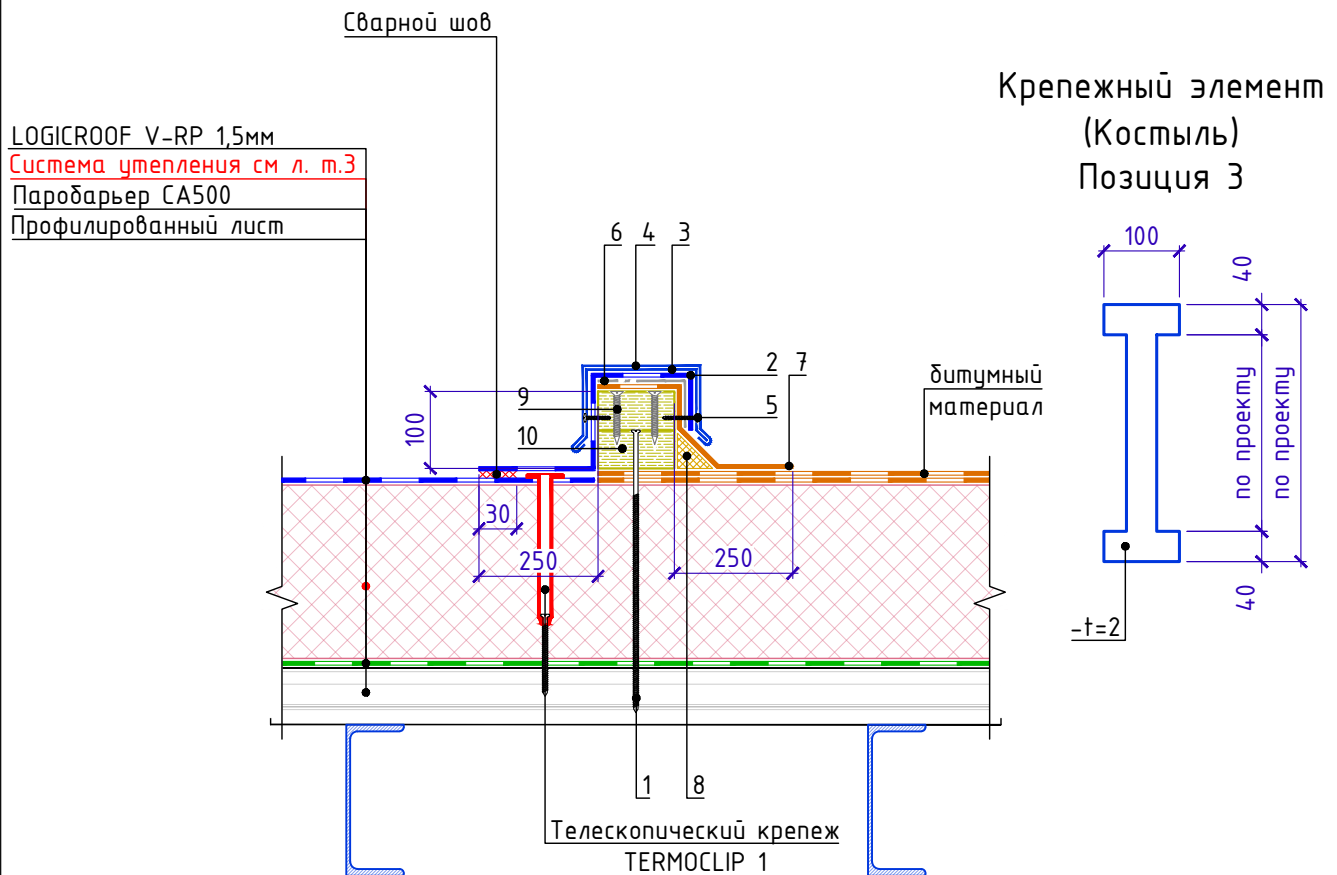 Сварной шов
Крепежный элемент
(Костыль)
Позиция 3
LOGICROOF V-RP 1,5мм
Система утепления см л. т.3
Паробарьер СА500
Профилированный лист
6 4 3
100
40
2 7
9
5
10
100
битумный
материал
по проекту
по проекту
30
250
250
40
-t=2
1 8
Телескопический крепеж
TERMOCLIP 1